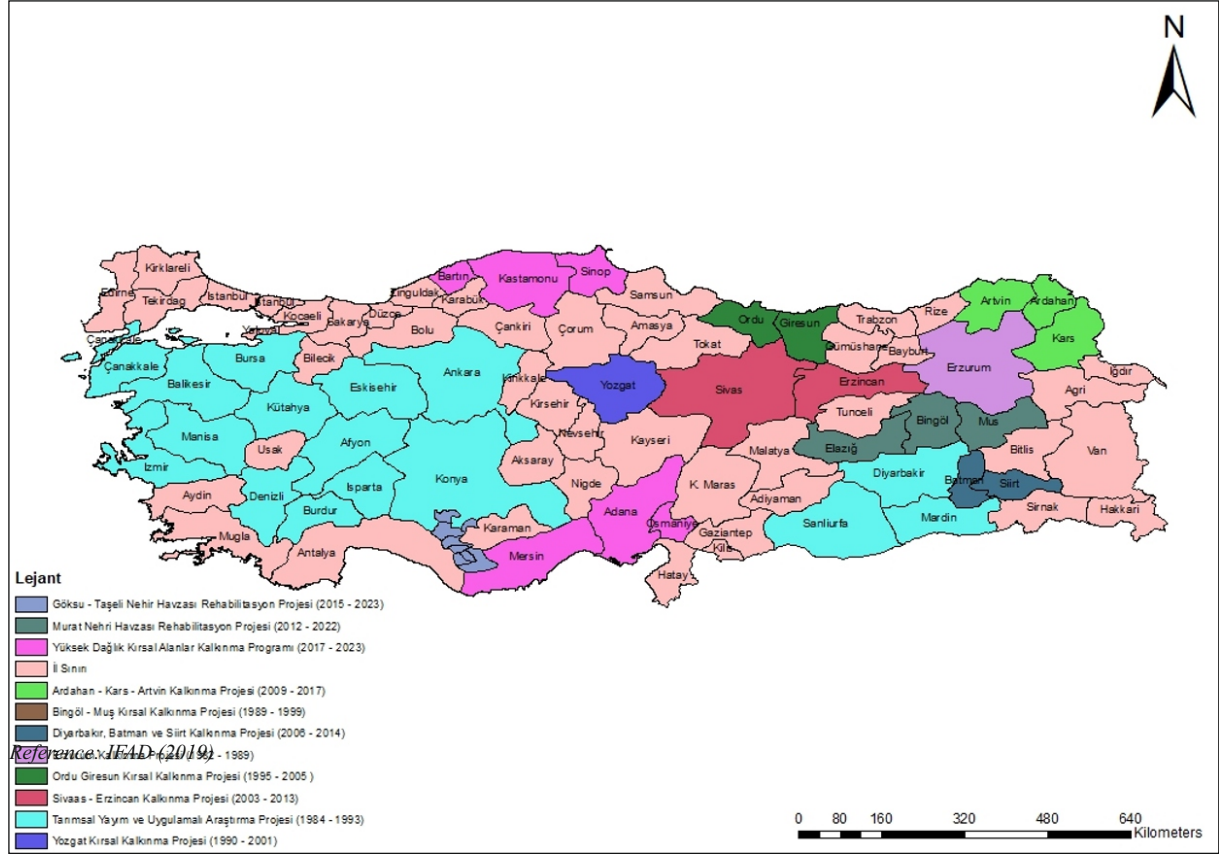 N
Kirklareli
Edirne
Tekirdag
Istanbul
Istanbul
Kocaeli
Yalova
Sakarya
Düzce
Zinguldak
Bartın
Karabük
Kastamonu
Sinop
Samsun
Bolu
Çankiri
Çorum
Amasya
Tokat
Ordu
Giresun
Trabzon
Rize
Artvin
Ardahan
Kars
Gümüshane
Bayburt
Erzurum
Iğdır
Agri
Çanakkale
Çanakkale
Bursa
Bilecik
Balikesir
Eskisehir
Ankara
Kirikkale
Yozgat
Sivas
Erzincan
Kütahya
Kirsehir
Tunceli
Bingöl
Mus
Manisa
Usak
Afyon
Nevsehir
Kayseri
Malatya
Elazığ
Bitlis
Van
Izmir
Aksaray
Konya
Isparta
Denizli
Nigde
K. Maras
Adiyaman
Diyarbakir
Batman
Siirt
Aydin
Burdur
Karaman
Adana
Osmaniye
Gaziantep
Sanliurfa
Mardin
Sirnak
Hakkari
Mugla
Antalya
Mersin
Kilis
Hatay
Lejant
Göksu - Taşeli Nehir Havzası Rehabilitasyon Projesi (2015 - 2023)
Murat Nehri Havzası Rehabilitasyon Projesi (2012 - 2022)
Yüksek Dağlık Kırsal Alanlar Kalkınma Programı (2017 - 2023)
İl Sınırı
Ardahan - Kars - Artvin Kalkınma Projesi (2009 - 2017)
Bingöl - Muş Kırsal Kalkınma Projesi (1989 - 1999)
Diyarbakır, Batman ve Siirt Kalkınma Projesi (2006 - 2014)
Reference: IFAD (2019)
Kalkınma Projesi (1982 - 1989)
Ordu Giresun Kırsal Kalkınma Projesi (1995 - 2005 )
Sivaas - Erzincan Kalkınma Projesi (2003 - 2013)
Tarımsal Yayım ve Uygulamalı Araştırma Projesi (1984 - 1993)
Yozgat Kırsal Kalkınma Projesi (1990 - 2001)
0 80 160 320 480 640
Kilometers